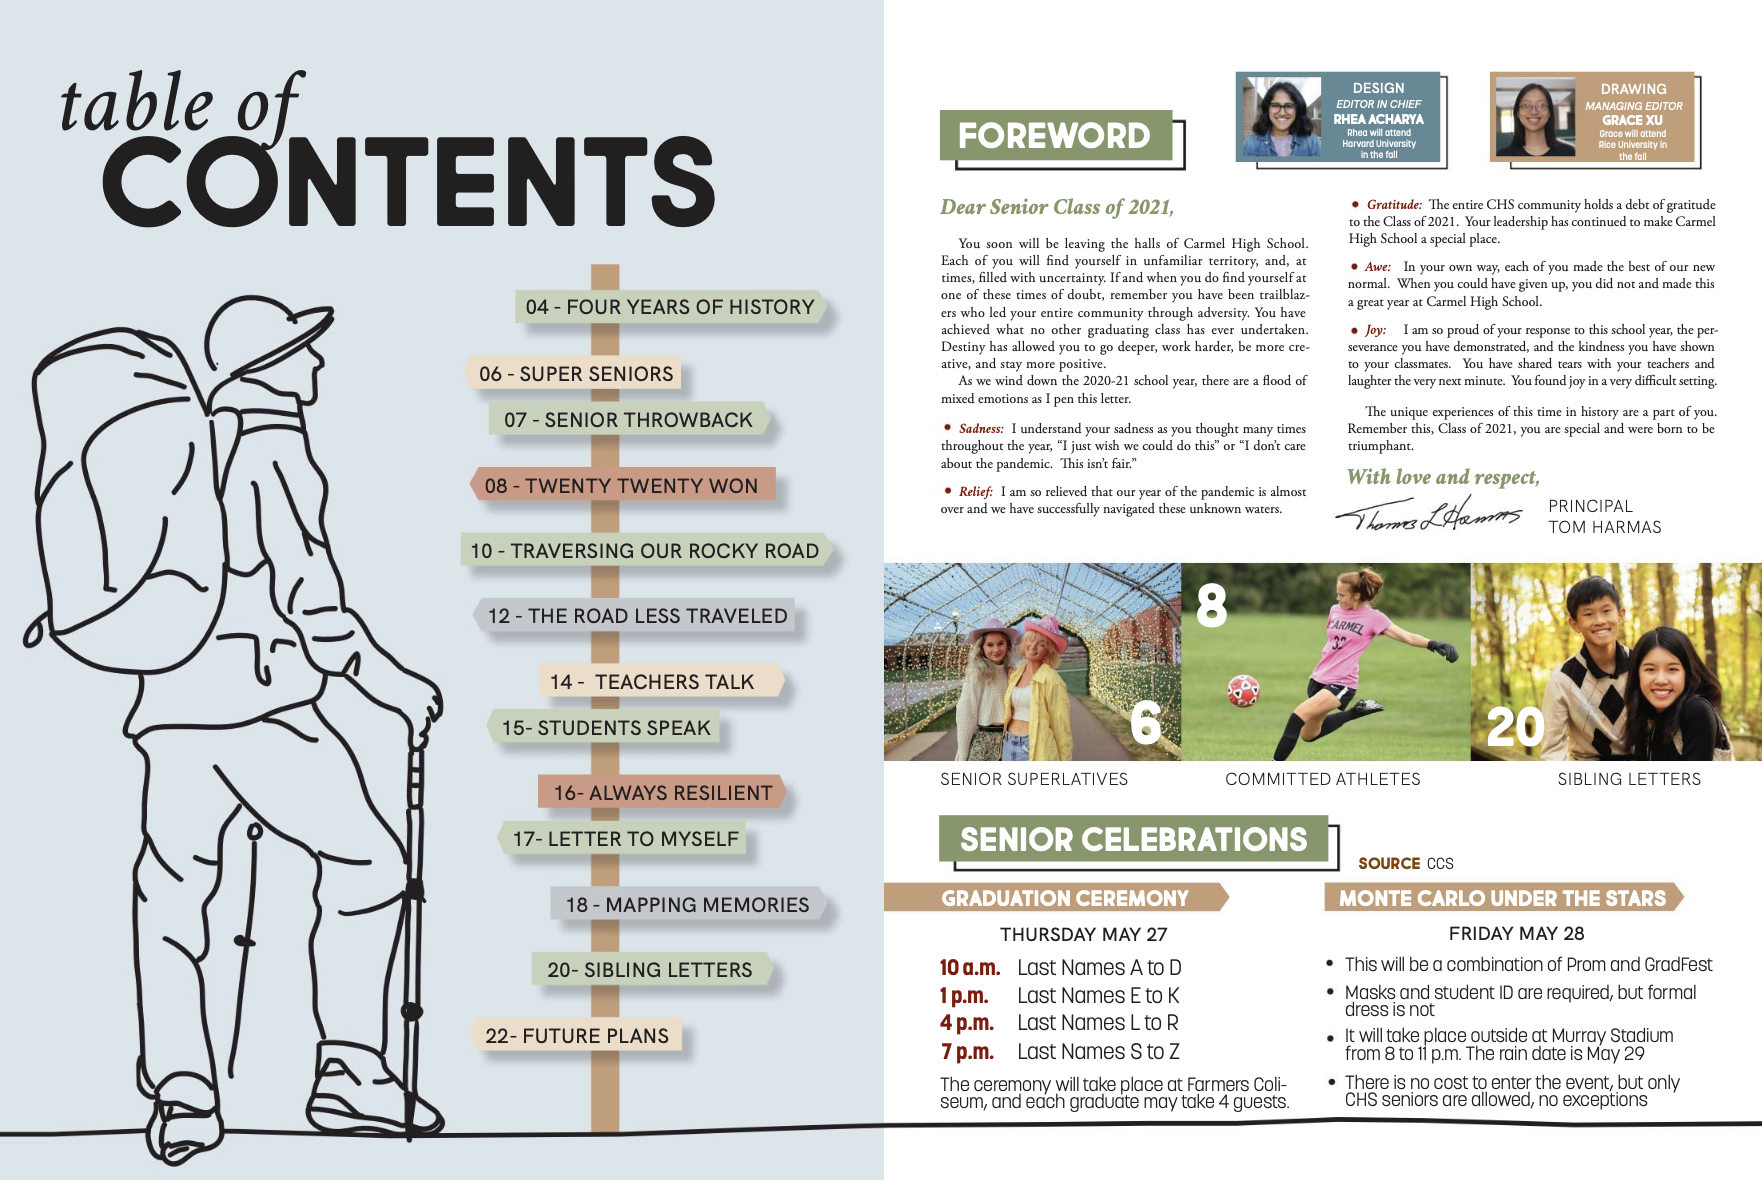 table of
CONTENTS
04 - FOUR YEARS OF HISTORY
06 - SUPER SENIORS
07 - SENIOR THROWBACK
08 - TWENTY TWENTY WON
10 - TRAVERSING OUR ROCKY ROAD
12 - THE ROAD LESS TRAVELED
14 - TEACHERS TALK
15- STUDENTS SPEAK
16- ALWAYS RESILIENT
17- LETTER TO MYSELF
18 - MAPPING MEMORIES
20- SIBLING LETTERS
22- FUTURE PLANS
FOREWORD
DESIGN
EDITOR IN CHIEF
RHEA ACHARYA
Rhea will attend
Harvard University
in the fall
DRAWING
MANAGING EDITOR
GRACE XU
Grace will attend
Rice University in
the fall
Dear Senior Class of 2021,
You soon will be leaving the halls of Carmel High School.
Each of you will find yourself in unfamiliar territory, and, at
times, filled with uncertainty. If and when you do find yourself at
one of these times of doubt, remember you have been trailblaz-
ers who led your entire community through adversity. You have
achieved what no other graduating class has ever undertaken.
Destiny has allowed you to go deeper, work harder, be more cre-
ative, and stay more positive.
As we wind down the 2020-21 school year, there are a flood of
mixed emotions as I pen this letter.
• Sadness: I understand your sadness as you thought many times
throughout the year, “I just wish we could do this” or “I don’t care
about the pandemic. This isn’t fair.”
• Relief: I am so relieved that our year of the pandemic is almost
over and we have successfully navigated these unknown waters.
• Gratitude: The entire CHS community holds a debt of gratitude
to the Class of 2021. Your leadership has continued to make Carmel
High School a special place.
• Awe: In your own way, each of you made the best of our new
normal. When you could have given up, you did not and made this
a great year at Carmel High School.
• Joy: I am so proud of your response to this school year, the per-
severance you have demonstrated, and the kindness you have shown
to your classmates. You have shared tears with your teachers and
laughter the very next minute. You found joy in a very difficult setting.
The unique experiences of this time in history are a part of you.
Remember this, Class of 2021, you are special and were born to be
triumphant.
With love and respect,
Thomas L Harmas
PRINCIPAL
TOM HARMAS
6
8
CARMEL
32
20
SENIOR SUPERLATIVES
COMMITTED ATHLETES
SIBLING LETTERS
SENIOR CELEBRATIONS
SOURCE CCS
GRADUATION CEREMONY
THURSDAY MAY 27
10 a.m. Last Names A to D
1 p.m. Last Names E to K
4 p.m. Last Names L to R
7 p.m. Last Names S to Z
The ceremony will take place at Farmers Coli-
seum, and each graduate may take 4 guests.
MONTE CARLO UNDER THE STARS
FRIDAY MAY 28
• This will be a combination of Prom and GradFest
• Masks and student ID are required, but formal
dress is not
• It will take place outside at Murray Stadium
from 8 to 11 p.m. The rain date is May 29
• There is no cost to enter the event, but only
CHS seniors are allowed, no exceptions